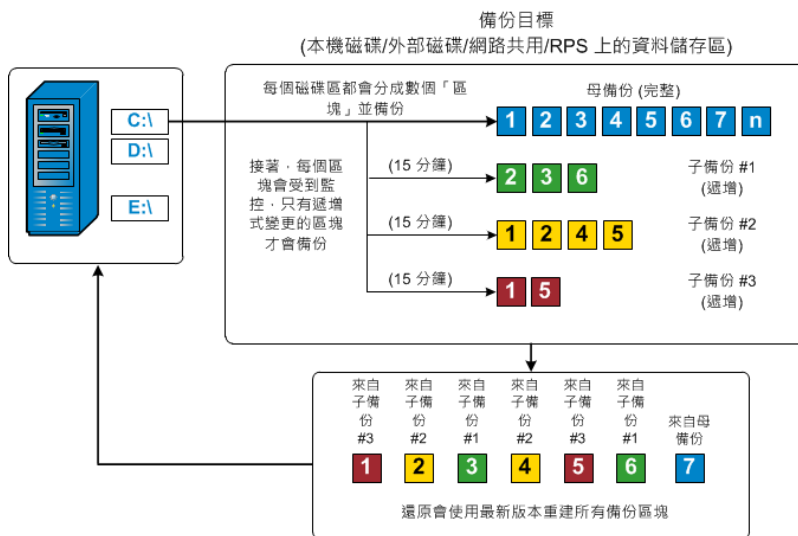 備份目標
(本機磁碟/外部磁碟/網路共用/RPS 上的資料儲存區)
C:\
D:\
E:\
每個磁碟區都會分成數個「區
塊」並備份
母備份 (完整)
1 2 3 4 5 6 7 n
接著，每個區
塊會受到監
控，只有遞增
式變更的區塊
才會備份
(15 分鐘)
2 3 6
子備份 #1
(遞增)
(15 分鐘)
1 2 4 5
子備份 #2
(遞增)
(15 分鐘)
1 5
子備份 #3
(遞增)
來自
子備
份
#3
來自
子備
份
#2
來自
子備
份
#1
來自
子備
份
#2
來自
子備
份
#3
來自
子備
份
#1
來自母
備份
1 2 3 4 5 6 7
還原會使用最新版本重建所有備份區塊